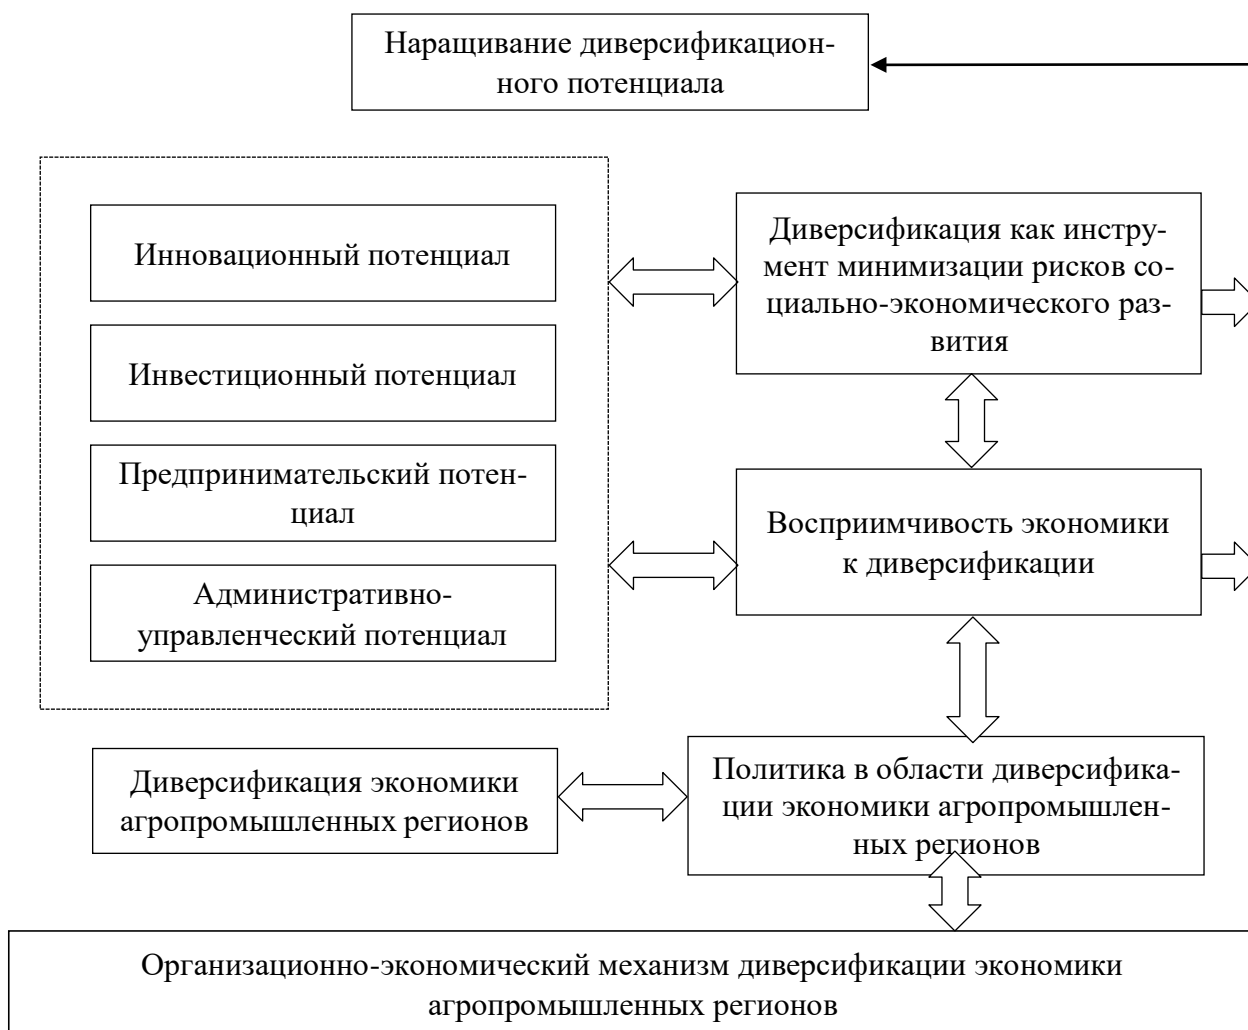 Наращивание диверсификацион-
ного потенциала
Инновационный потенциал
Инвестиционный потенциал
Предпринимательский потен-
циал
Административно-
управленческий потенциал
Диверсификация как инстру-
мент минимизации рисков со-
циально-экономического раз-
вития
Восприимчивость экономики
к диверсификации
Диверсификация экономики
агропромышленных регионов
Политика в области диверсифика-
ции экономики агропромышлен-
ных регионов
Организационно-экономический механизм диверсификации экономики
агропромышленных регионов